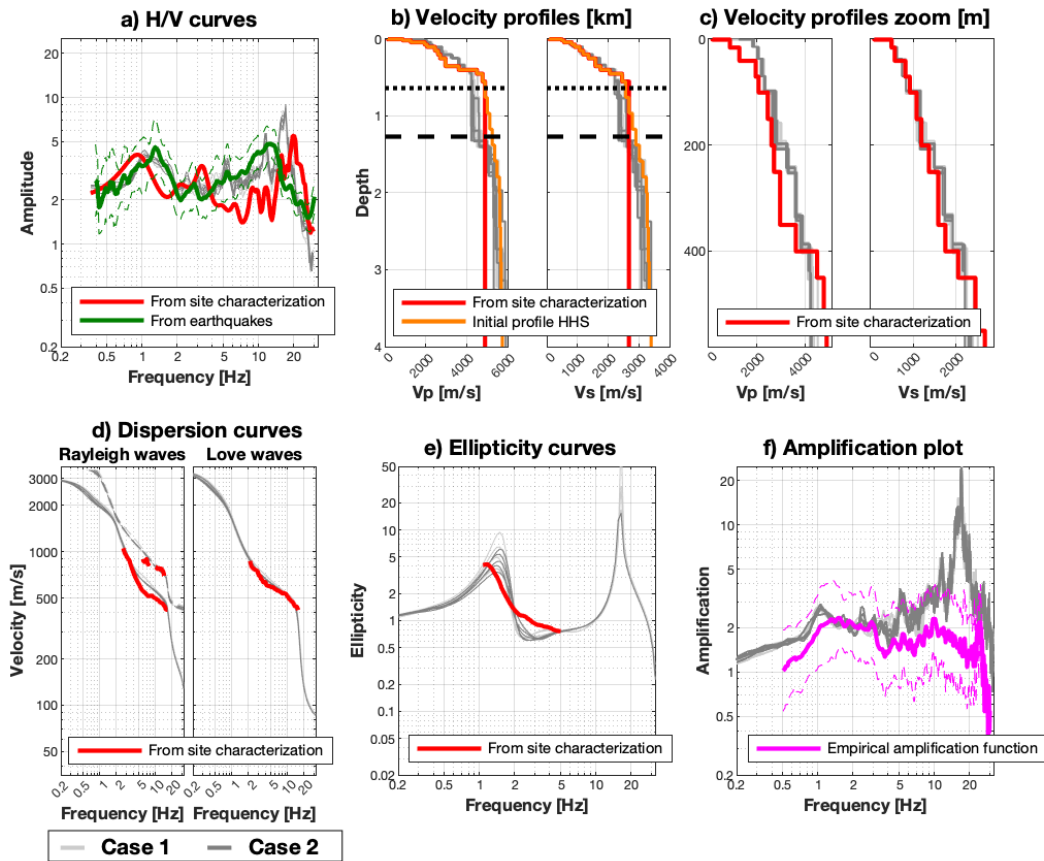 a) H/V curves
25
10
5
2
1
0.5
0.2
Amplitude
From site characterization
From earthquakes
0.2 0.5 1 2 5 10 20
Frequency [Hz]
b) Velocity profiles [km]
0
1
2
3
4
Depth
From site characterization
Initial profile HHS
0 2000 4000 6000
0 1000 2000 3000 4000
Vp [m/s] Vs [m/s]
c) Velocity profiles zoom [m]
0
200
400
From site characterization
0 2000 4000
0 1000 2000
Vp [m/s] Vs [m/s]
d) Dispersion curves
Rayleigh waves Love waves
3000
1000
500
200
100
50
Velocity [m/s]
From site characterization
0.2 0.5 1 2 5 10 20
0.2 0.5 1 2 5 10 20
Frequency [Hz] Frequency [Hz]
e) Ellipticity curves
50
20
10
5
2
1
0.5
0.2
0.1
0.05
0.02
Ellipticity
From site characterization
0.2 0.5 1 2 5 10 20
Frequency [Hz]
f) Amplification plot
25
10
5
2
1
0.5
0.2
Amplification
Empirical amplification function
0.2 0.5 1 2 5 10 20
Frequency [Hz]
Case 1 Case 2